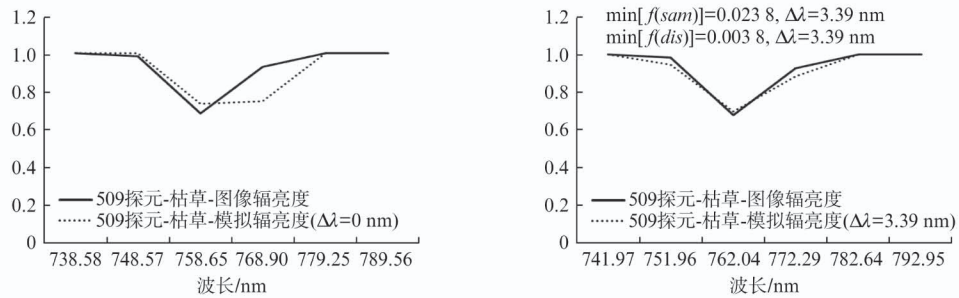 1.2
1.0
0.8
0.6
0.4
0.2
0
509探元-枯草-图像辐亮度
509探元-枯草-模拟辐亮度(Δλ=0 nm)
738.58 748.57 758.65 768.90 779.25 789.56
波长/nm
1.2
1.0
0.8
0.6
0.4
0.2
0
min[f(sam)]=0.023 8, Δλ=3.39 nm
min[f(dis)]=0.003 8, Δλ=3.39 nm
509探元-枯草-图像辐亮度
509探元-枯草-模拟辐亮度(Δλ=3.39 nm)
741.97 751.96 762.04 772.29 782.64 792.95
波长/nm